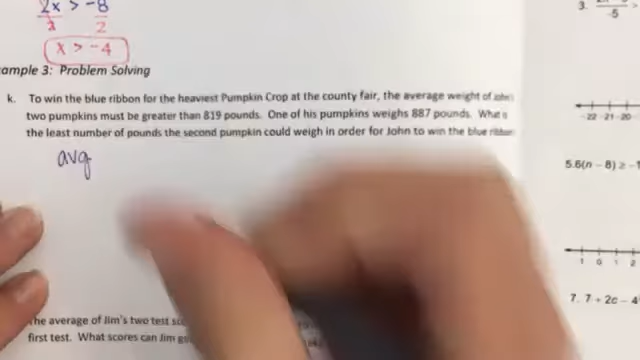 2x > -8
2 2
x > -4
ample 3: Problem Solving
k. To win the blue ribbon for the heaviest Pumpkin Crop at the county fair, the average weight of John
two pumpkins must be greater than 819 pounds. One of his pumpkins weighs 887 pounds. What is
the least number of pounds the second pumpkin could weigh in order for John to win the blue ribbon
avg
he average of Jim's two test
first test. What scores can Jim
3.
-5
-22 -21 -20
5.6(n - 8) ≥ -1
1 0 1 2
7. 7 + 2c - 4